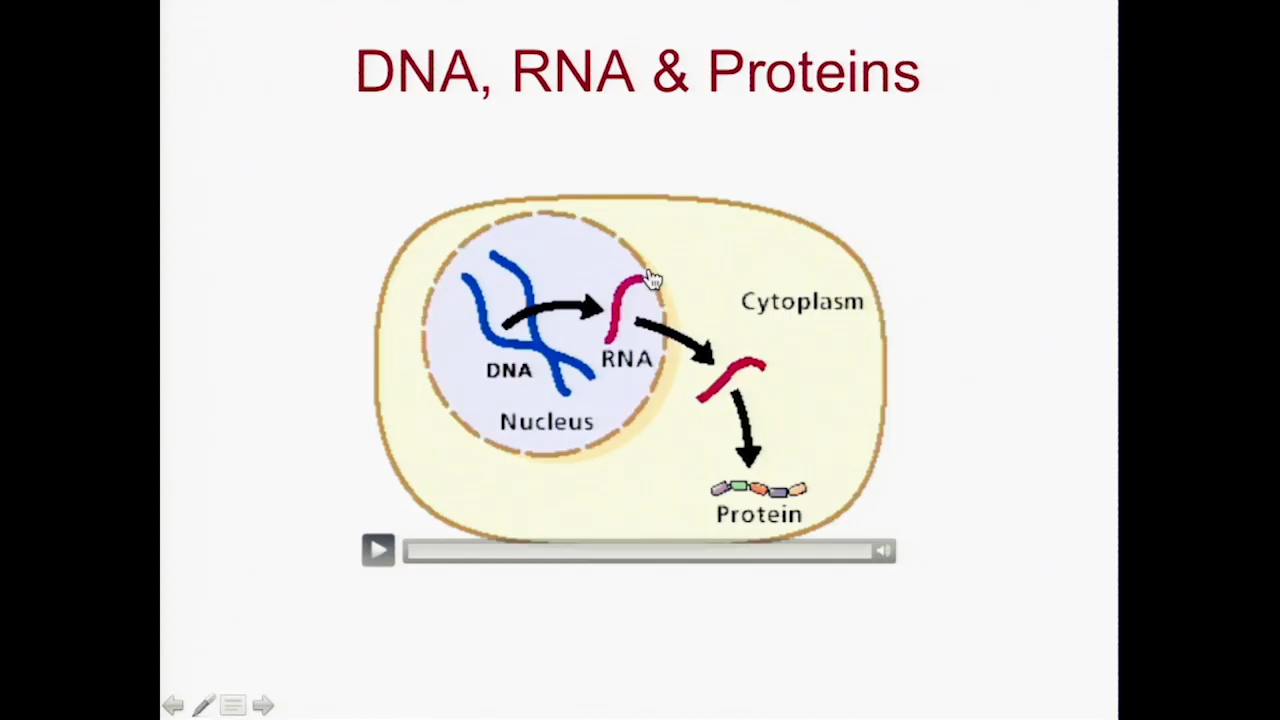 DNA, RNA & Proteins
Cytoplasm
RNA
DNA
Nucleus
Protein